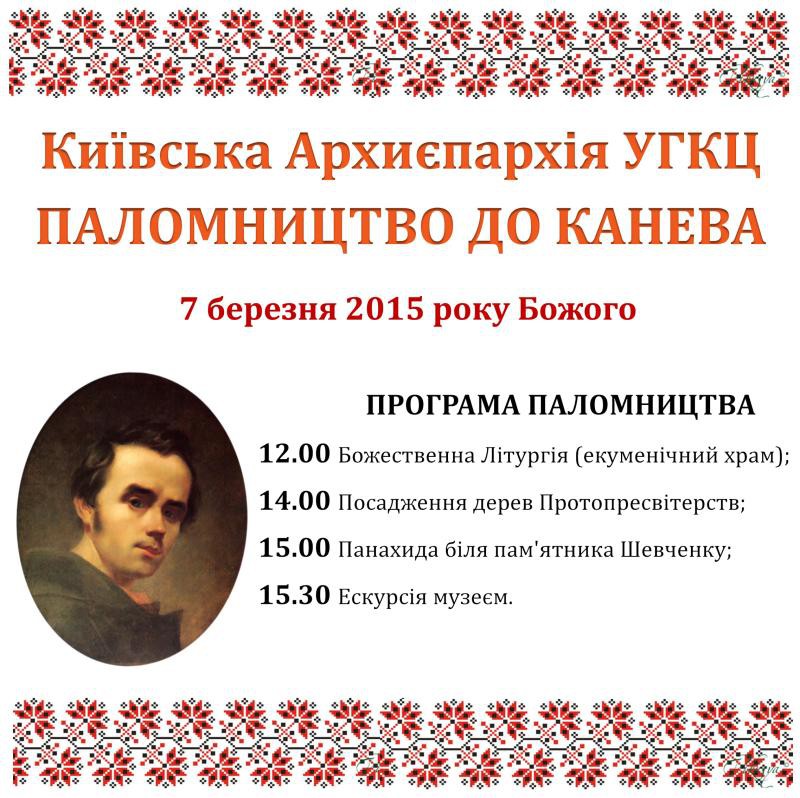 Київська Архиєпархія УГКЦ
ПАЛОМНИЦТВО ДО КАНЕВА
7 березня 2015 року Божого
ПРОГРАМА ПАЛОМНИЦТВА
12.00 Божественна Літургія (екуменічний храм);
14.00 Посадження дерев Протопресвітерств;
15.00 Панахида біля пам'ятника Шевченку;
15.30 Ескурсія музеєм.